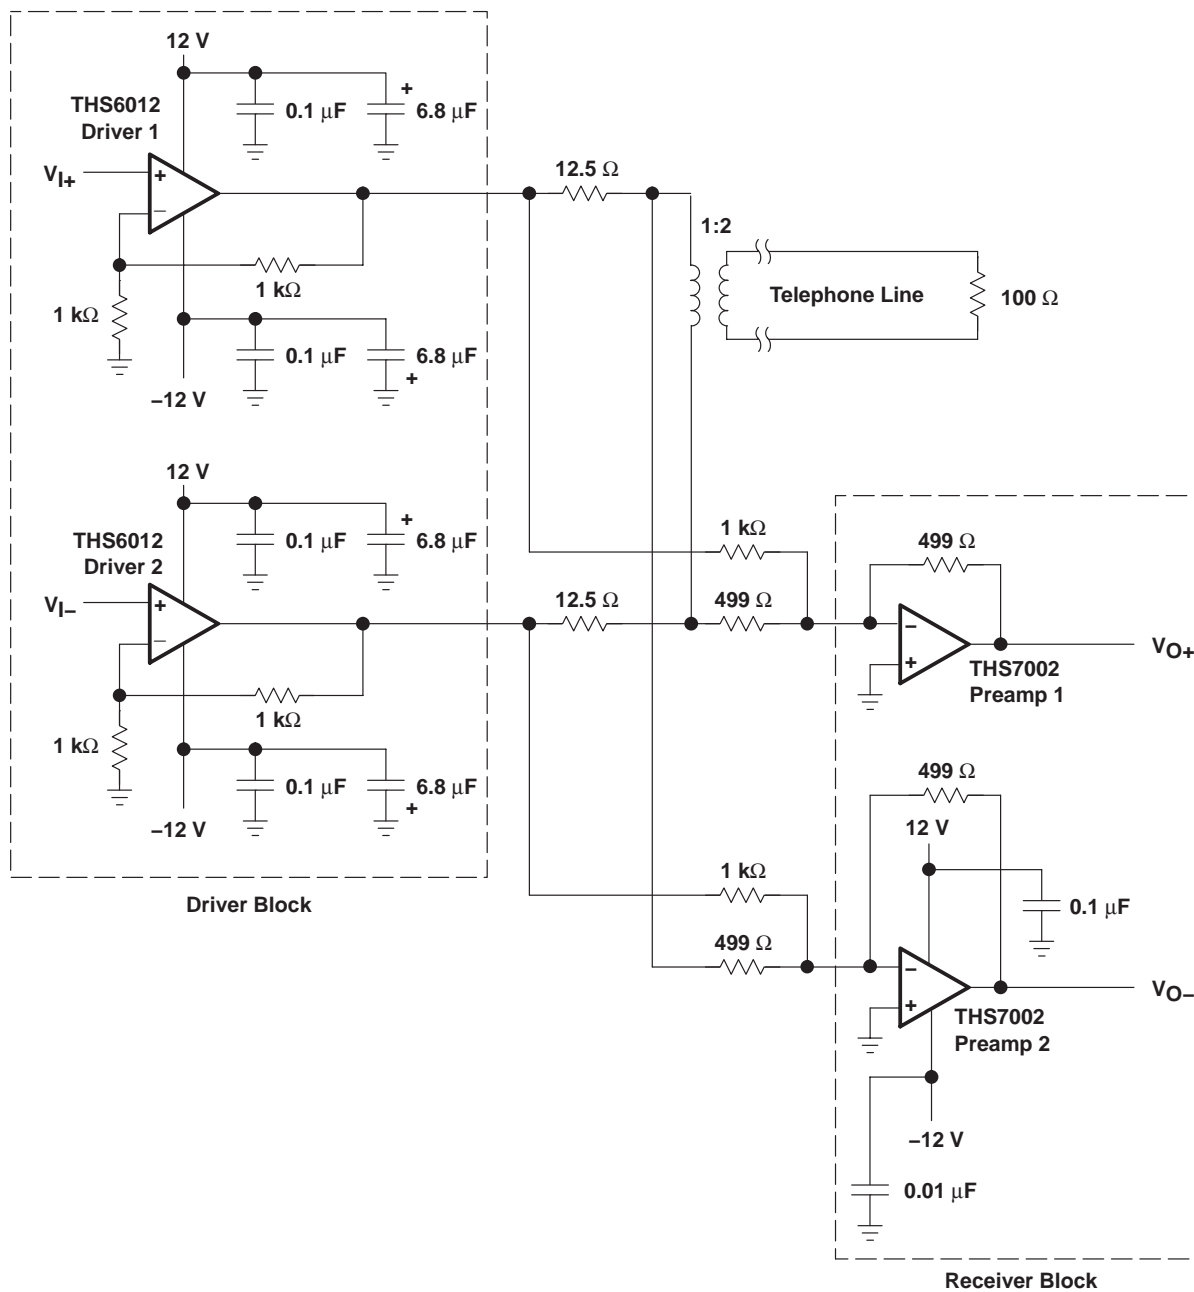 12 V
THS6012
Driver 1
0.1 μF
6.8 μF
+
VI+
+
−
1 kΩ
1 kΩ
0.1 μF
6.8 μF
+
−12 V
12.5 Ω
1:2
Telephone Line
100 Ω
12 V
THS6012
Driver 2
0.1 μF
6.8 μF
+
VI−
+
−
1 kΩ
1 kΩ
0.1 μF
6.8 μF
+
−12 V
Driver Block
1 kΩ
12.5 Ω
499 Ω
499 Ω
−
+
THS7002
Preamp 1
VO+
499 Ω
12 V
1 kΩ
0.1 μF
499 Ω
−
+
THS7002
Preamp 2
VO−
−12 V
0.01 μF
Receiver Block